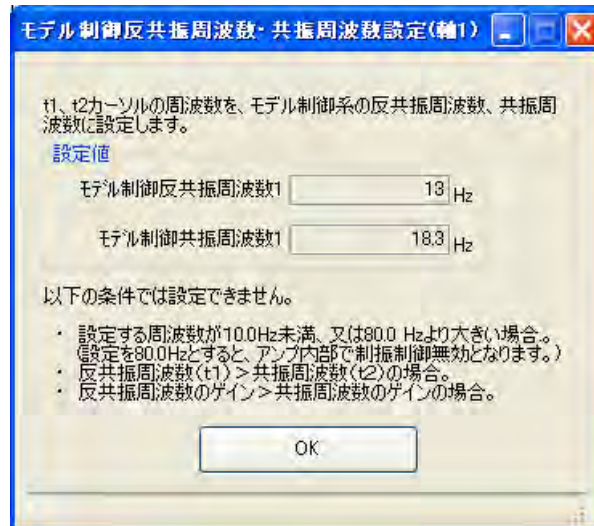 モデル制御反共振周波数・共振周波数設定(軸1)
t1、t2カーソルの周波数を、モデル制御系の反共振周波数、共振周
波数に設定します。
設定値
モデル制御反共振周波数1 13 Hz
モデル制御共振周波数1 18.3 Hz
以下の条件では設定できません。
・ 設定する周波数が10.0Hz未満、又は80.0 Hzより大きい場合。
(設定を80.0Hzとすると、アンプ内部で制振制御無効となります。)
・ 反共振周波数(t1)>共振周波数(t2)の場合。
・ 反共振周波数のゲイン>共振周波数のゲインの場合。
OK